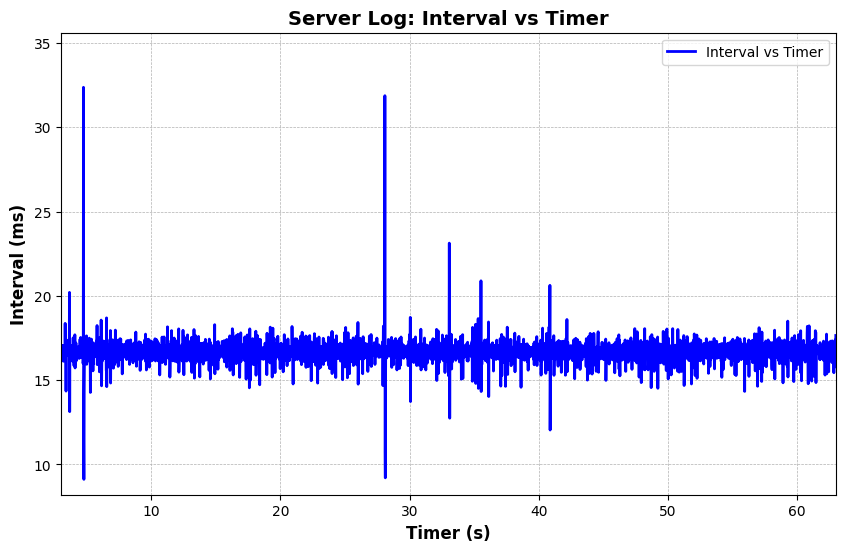 Server Log: Interval vs Timer
Interval vs Timer
35
30
25
20
15
10
Interval (ms)
10 20 30 40 50 60
Timer (s)